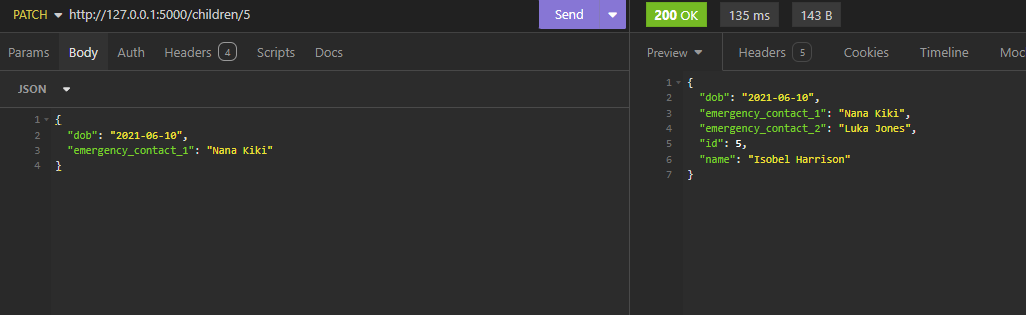 PATCH http://127.0.0.1:5000/children/5 Send
Params Body Auth Headers 4 Scripts Docs
JSON
1 {
2 "dob": "2021-06-10",
3 "emergency_contact_1": "Nana Kiki"
4 }
200 OK 135 ms 143 B
Preview Headers 5 Cookies Timeline Moc
1 {
2 "dob": "2021-06-10",
3 "emergency_contact_1": "Nana Kiki",
4 "emergency_contact_2": "Luka Jones",
5 "id": 5,
6 "name": "Isobel Harrison"
7 }